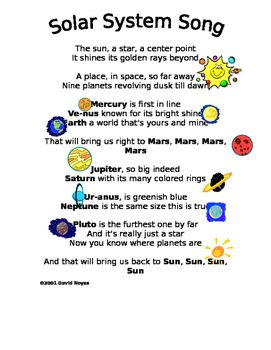 Solar System Song
The sun, a star, a center point
It shines its golden rays beyond
A place, in space, so far away
Nine planets revolving dusk till dawn
Mercury is first in line
Ve-nus known for its bright shine
Earth a world that's yours and mine
That will bring us right to Mars, Mars, Mars,
Mars
Jupiter, so big indeed
Saturn with its many colored rings
Ur-anus, is greenish blue
Neptune is the same size this is true
Pluto is the furthest one by far
And it's really just a star
Now you know where planets are
And that will bring us back to Sun, Sun, Sun,
Sun
©2001 David Noyes